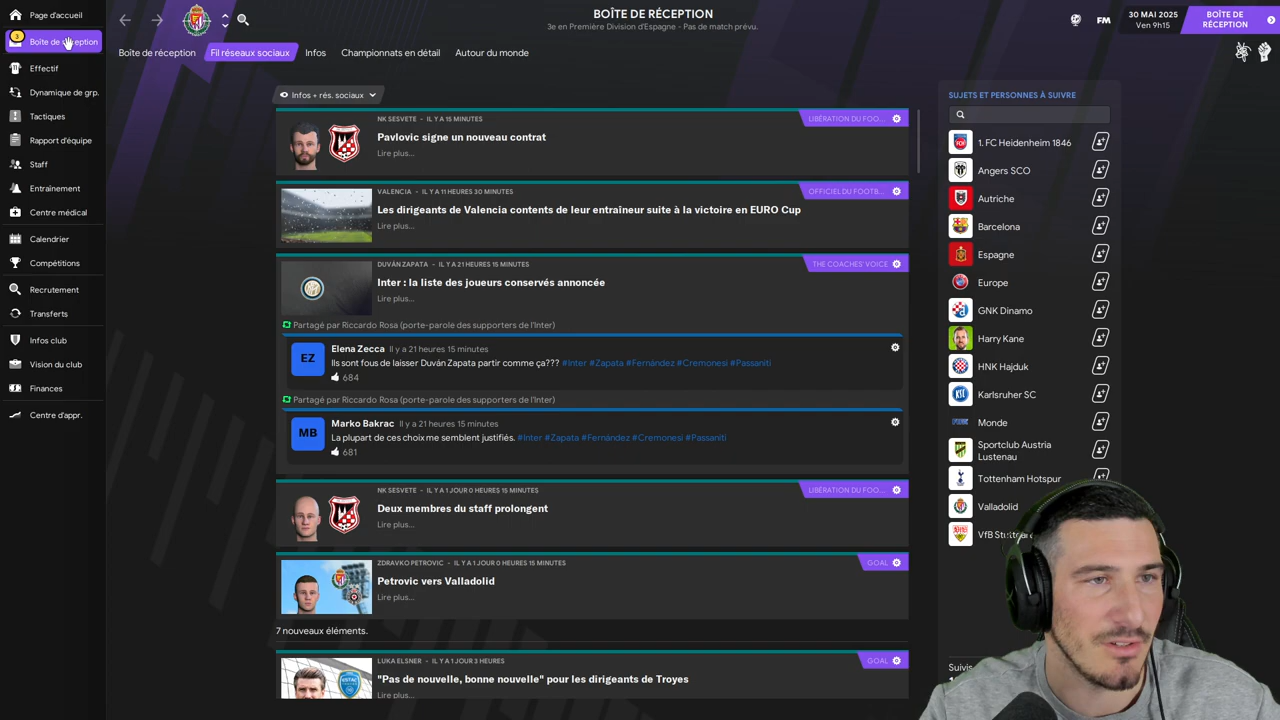 Page d'accueil
3
Boîte de réception
Effectif
Dynamique de grp.
Tactiques
Rapport d'équipe
Staff
Entraînement
Centre médical
Calendrier
Compétitions
Recrutement
Transferts
Infos club
Vision du club
Finances
Centre d'appr.
BOÎTE DE RÉCEPTION
3e en Première Division d'Espagne - Pas de match prévu.
FM
30 MAI 2025
Ven 9h15
BOÎTE DE
RÉCEPTION
Boîte de réception
Fil réseaux sociaux
Infos
Championnats en détail
Autour du monde
Infos + rés. sociaux
NK SESVETE - IL Y A 15 MINUTES
LIBÉRATION DU FOO...
Pavlovic signe un nouveau contrat
Lire plus...
VALENCIA - IL Y A 11 HEURES 30 MINUTES
OFFICIEL DU FOOTB...
Les dirigeants de Valencia contents de leur entraîneur suite à la victoire en EURO Cup
Lire plus...
DUVÁN ZAPATA - IL Y A 21 HEURES 15 MINUTES
THE COACHES' VOICE
Inter : la liste des joueurs conservés annoncée
Lire plus...
Partagé par Riccardo Rosa (porte-parole des supporters de l'Inter)
EZ
Elena Zecca Il y a 21 heures 15 minutes
Ils sont fous de laisser Duván Zapata partir comme ça??? #Inter #Zapata #Fernández #Cremonesi #Passaniti
684
Partagé par Riccardo Rosa (porte-parole des supporters de l'Inter)
MB
Marko Bakrac Il y a 21 heures 15 minutes
La plupart de ces choix me semblent justifiés. #Inter #Zapata #Fernández #Cremonesi #Passaniti
681
NK SESVETE - IL Y A 1 JOUR 0 HEURES 15 MINUTES
LIBÉRATION DU FOO...
Deux membres du staff prolongent
Lire plus...
ZDRAVKO PETROVIC - IL Y A 1 JOUR 0 HEURES 15 MINUTES
GOAL
Petrovic vers Valladolid
Lire plus...
7 nouveaux éléments.
LUKA ELSNER - IL Y A 1 JOUR 3 HEURES
GOAL
"Pas de nouvelle, bonne nouvelle" pour les dirigeants de Troyes
Lire plus...
SUJETS ET PERSONNES À SUIVRE
1. FC Heidenheim 1846
Angers SCO
Autriche
Barcelona
Espagne
Europe
GNK Dinamo
Harry Kane
HNK Hajduk
Karlsruher SC
Monde
Sportclub Austria
Lustenau
Tottenham Hotspur
Valladolid
VfB Stuttgart